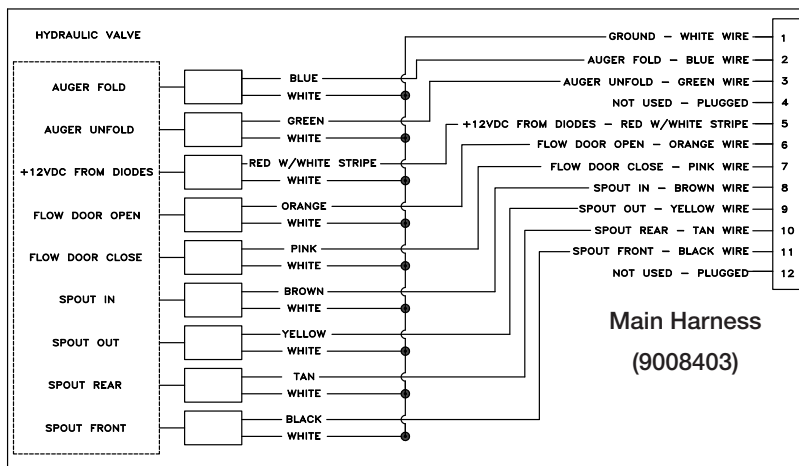 HYDRAULIC VALVE
AUGER FOLD
AUGER UNFOLD
+12VDC FROM DIODES
FLOW DOOR OPEN
FLOW DOOR CLOSE
SPOUT IN
SPOUT OUT
SPOUT REAR
SPOUT FRONT
BLUE
WHITE
GREEN
WHITE
RED W/WHITE STRIPE
WHITE
ORANGE
WHITE
PINK
WHITE
BROWN
WHITE
YELLOW
WHITE
TAN
WHITE
BLACK
WHITE
GROUND - WHITE WIRE 1
AUGER FOLD - BLUE WIRE 2
AUGER UNFOLD - GREEN WIRE 3
NOT USED - PLUGGED 4
+12VDC FROM DIODES - RED W/WHITE STRIPE 5
FLOW DOOR OPEN - ORANGE WIRE 6
FLOW DOOR CLOSE - PINK WIRE 7
SPOUT IN - BROWN WIRE 8
SPOUT OUT - YELLOW WIRE 9
SPOUT REAR - TAN WIRE 10
SPOUT FRONT - BLACK WIRE 11
NOT USED - PLUGGED 12
Main Harness
(9008403)